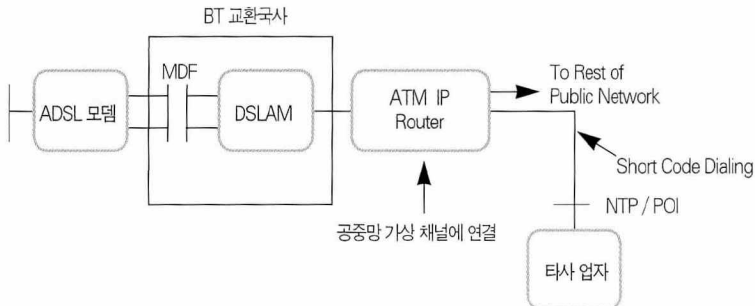 BT 교환국사
MDF
ADSL 모뎀
DSLAM
ATM IP
Router
To Rest of
Public Network
Short Code Dialing
NTP / POI
공중망 가상 채널에 연결
타사 업자